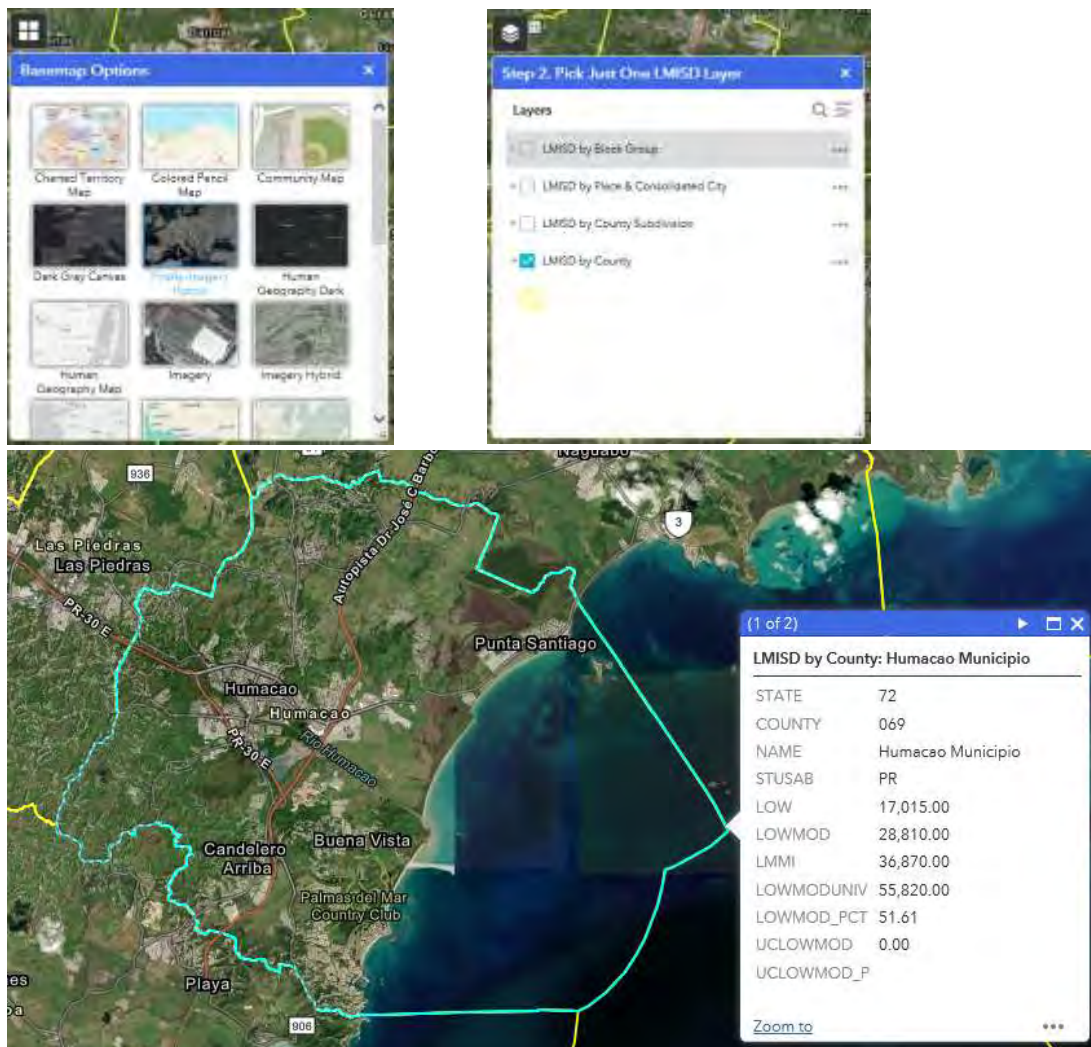 Basemap Options
Charted Territory Map
Colored Pencil Map
Community Map
Dark Gray Canvas
Human Geography Dark
Human Geography Map
Imagery
Imagery Hybrid
Step 2. Pick Just One LMISD Layer
Layers
LMISD by Block Group
LMISD by Place & Consolidated City
LMISD by County Subdivision
LMISD by County
936
Naguabo
Autopista Dr José C Barbo
3
Las Piedras
Las Piedras
PR-30 E
Punta Santiago
Humacao
Humacao
Río Humacao
PR-30 E
Buena Vista
Candelero
Arriba
Palmas del Mar
Country Club
Playa
906
(1 of 2)
LMISD by County: Humacao Municipio
STATE 72
COUNTY 069
NAME Humacao Municipio
STUSAB PR
LOW 17,015.00
LOWMOD 28,810.00
LMMI 36,870.00
LOWMODUNIV 55,820.00
LOWMOD_PCT 51.61
UCLOWMOD 0.00
UCLOWMOD_P
Zoom to